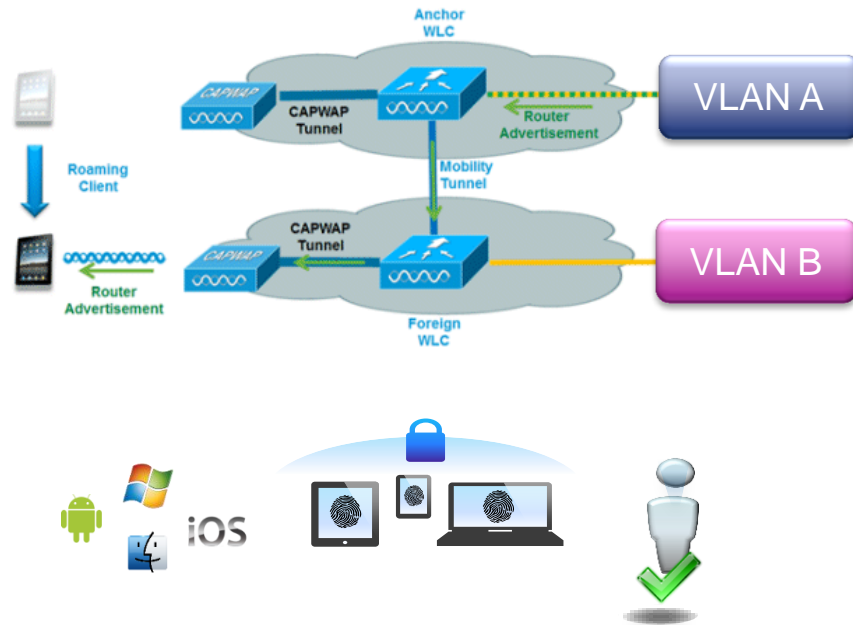 Anchor
WLC
CAPWAP
CAPWAP
Tunnel
Router
Advertisement
VLAN A
Roaming
Client
Mobility
Tunnel
CAPWAP
Tunnel
CAPWAP
VLAN B
Router
Advertisement
Foreign
WLC
iOS